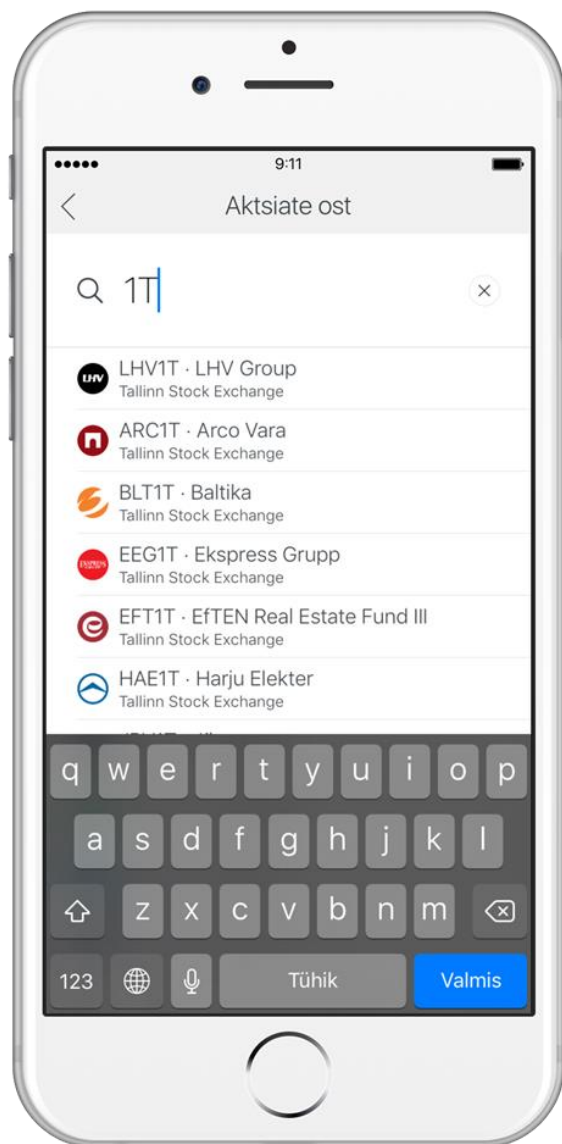 9:11
Aktsiate ost
1T
LHV
LHV1T · LHV Group
Tallinn Stock Exchange
ARC1T · Arco Vara
Tallinn Stock Exchange
BLT1T · Baltika
Tallinn Stock Exchange
EEG1T · Ekspress Grupp
Tallinn Stock Exchange
EFT1T · EfTEN Real Estate Fund III
Tallinn Stock Exchange
HAE1T · Harju Elekter
Tallinn Stock Exchange
q w e r t y u i o p
a s d f g h j k l
z x c v b n m
123 Tühik Valmis